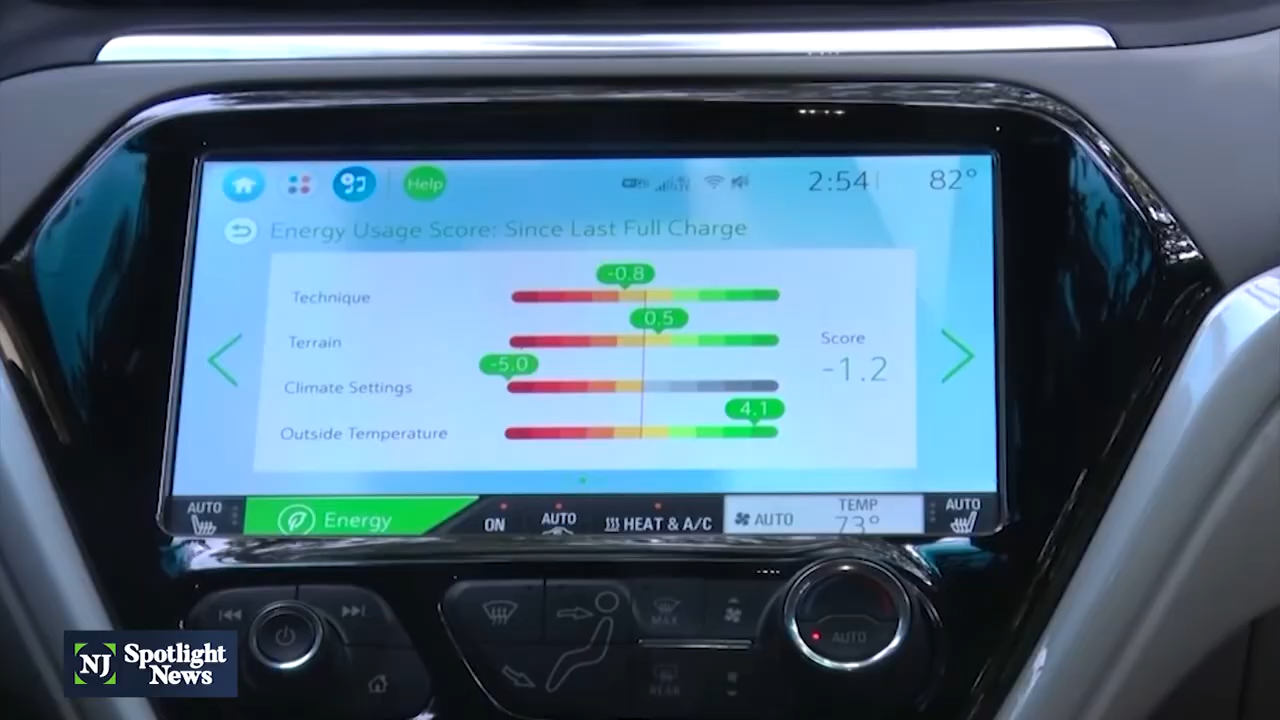 Help
2:54
82°
Energy Usage Score: Since Last Full Charge
-0.8
Technique
0.5
Terrain
Score
-1.2
-5.0
Climate Settings
4.1
Outside Temperature
AUTO
Energy
ON
AUTO
HEAT & A/C
AUTO
TEMP
73°
AUTO
MAX
AUTO
REAR
NJ Spotlight
News